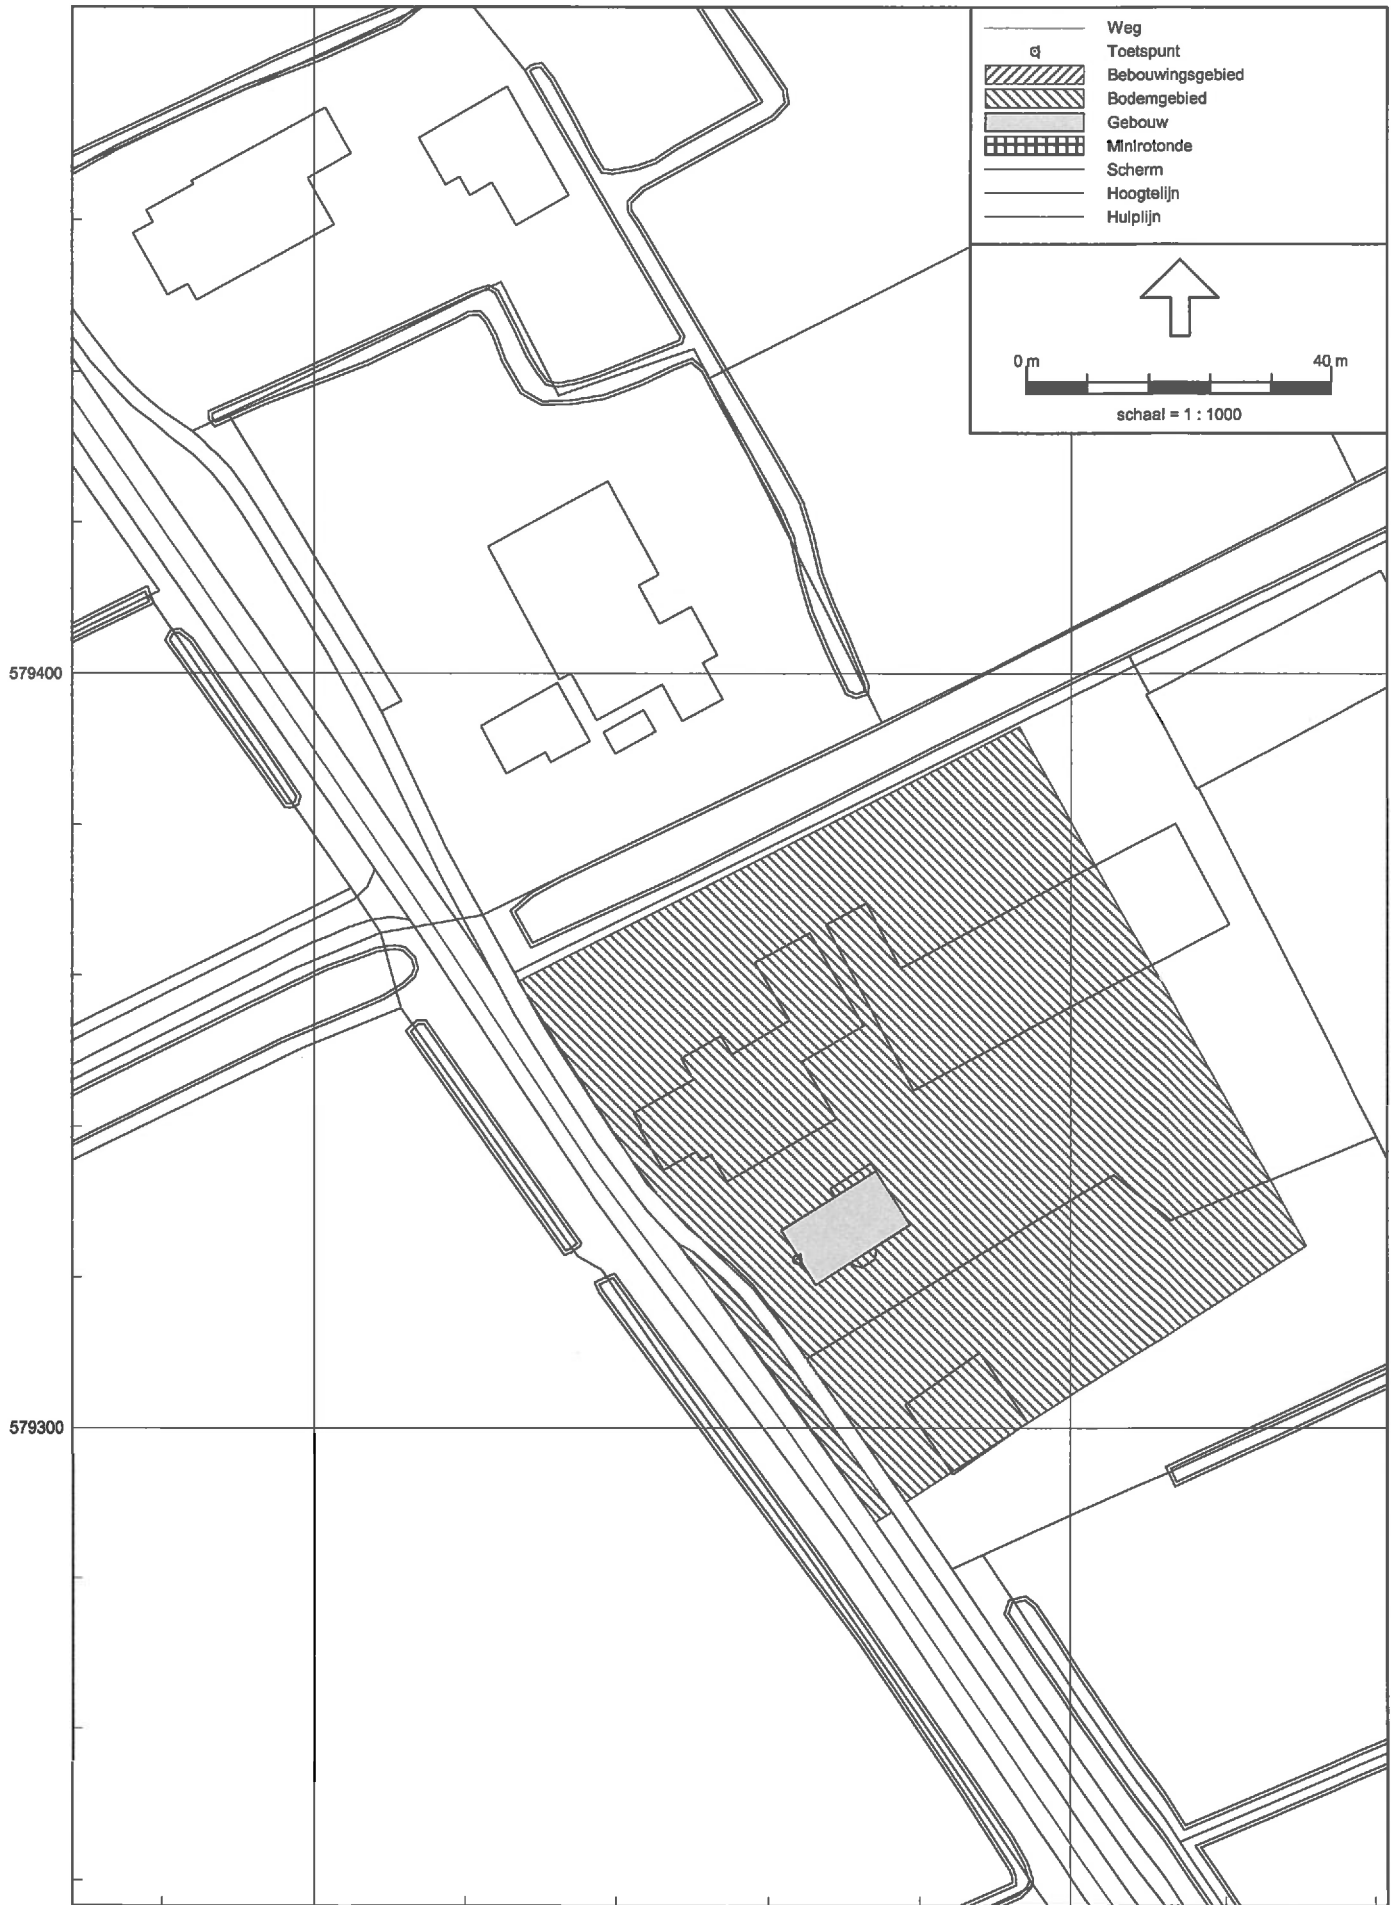 Weg
Toetspunt
Bebouwingsgebied
Bodemgebied
Gebouw
Minirotonde
Scherm
Hoogtelijn
Hulplijn
0 m 40 m
schaal = 1 : 1000
579400
579300